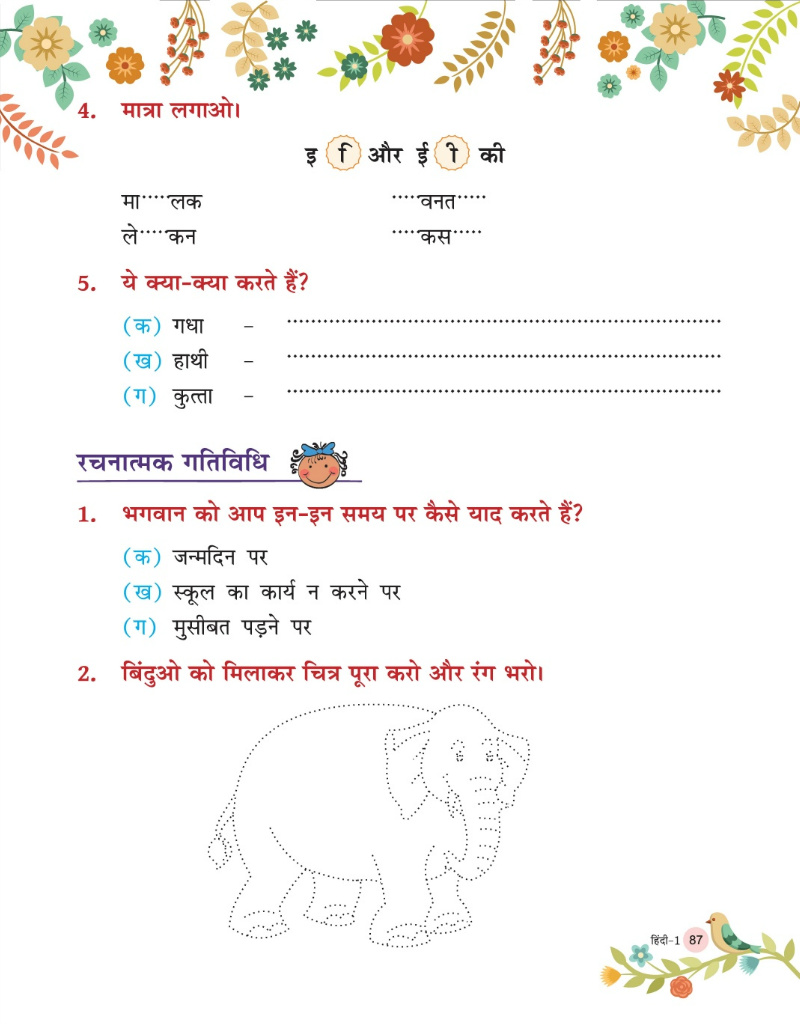 4. मात्रा लगाओ।
इ ि और ई ी की
मा.....लक .....वनत.....
ले.....कन .....कस.....
5. ये क्या-क्या करते हैं?
(क) गधा – ........................................................................
(ख) हाथी – ........................................................................
(ग) कुत्ता – ........................................................................
रचनात्मक गतिविधि
1. भगवान को आप इन-इन समय पर कैसे याद करते हैं?
(क) जन्मदिन पर
(ख) स्कूल का कार्य न करने पर
(ग) मुसीबत पड़ने पर
2. बिंदुओ को मिलाकर चित्र पूरा करो और रंग भरो।
हिंदी-1 87